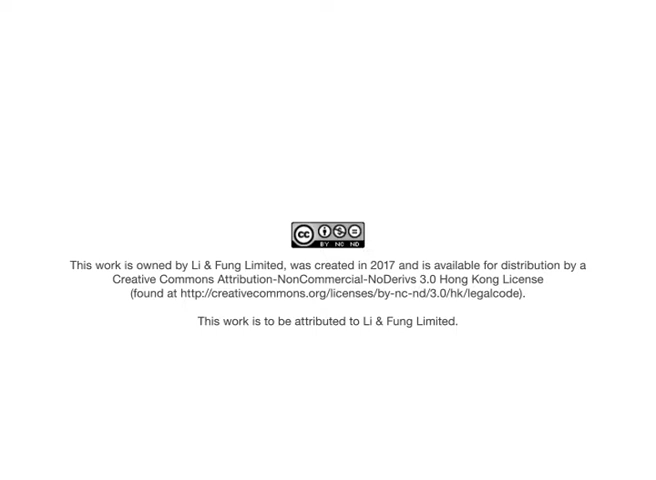 cc
BY NC ND
This work is owned by Li & Fung Limited, was created in 2017 and is available for distribution by a
Creative Commons Attribution-NonCommercial-NoDerivs 3.0 Hong Kong License
(found at http://creativecommons.org/licenses/by-nc-nd/3.0/hk/legalcode).
This work is to be attributed to Li & Fung Limited.